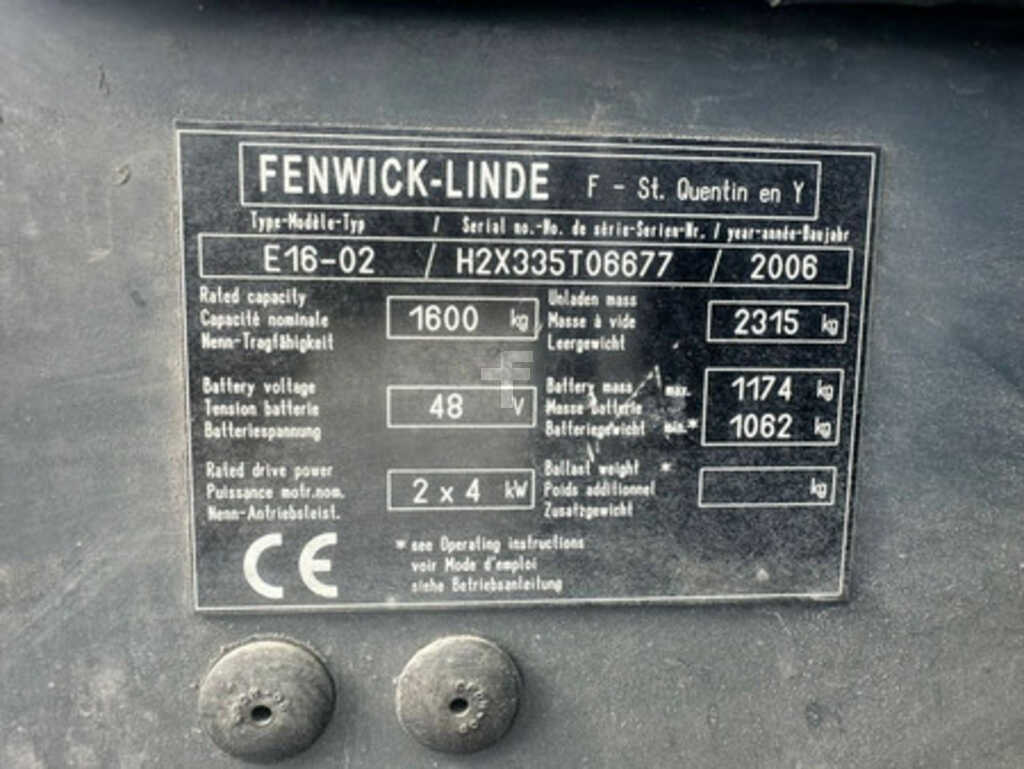 FENWICK-LINDE F - St. Quentin en Y
Type-Modèle-Typ / Serial no.-No. de série-Serien-Nr. / year-année-Baujahr
E16-02 / H2X335T06677 / 2006
Rated capacity
Capacité nominale
Nenn-Tragfähigkeit
1600 kg
Unladen mass
Masse à vide
Leergewicht
2315 kg
Battery voltage
Tension batterie
Batteriespannung
48 V
Battery mass max.
Masse batterie
Batteriegewicht min.*
1174 kg
1062 kg
Rated drive power
Puissance motr.nom.
Nenn-Antriebsleist.
2 x 4 kW
Ballast weight *
Poids additionnel
Zusatzgewicht
kg
CE
* see Operating instructions
voir Mode d'emploi
siehe Betriebsanleitung